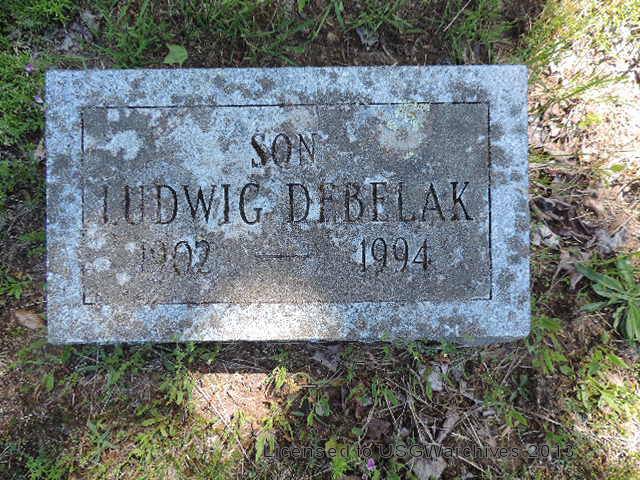 SON
LUDWIG DEBELAK
1902 — 1994
Licensed to USGWarchives 2015